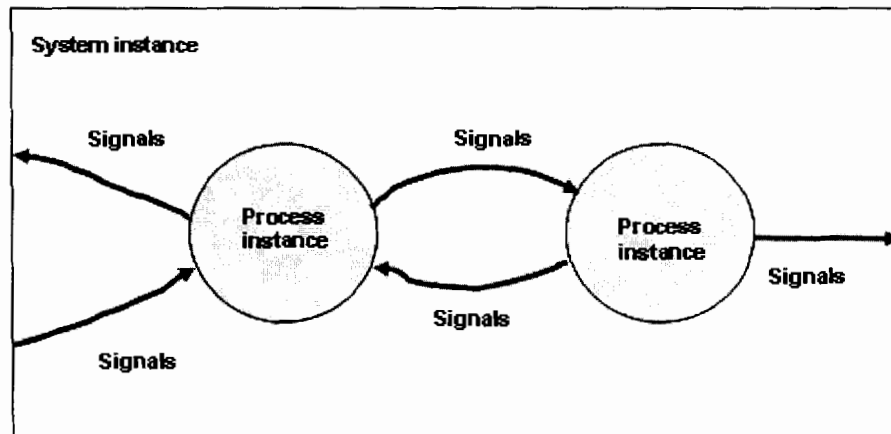 System instance
Signals
Signals
Process
instance
Process
instance
Signals
Signals
Signals